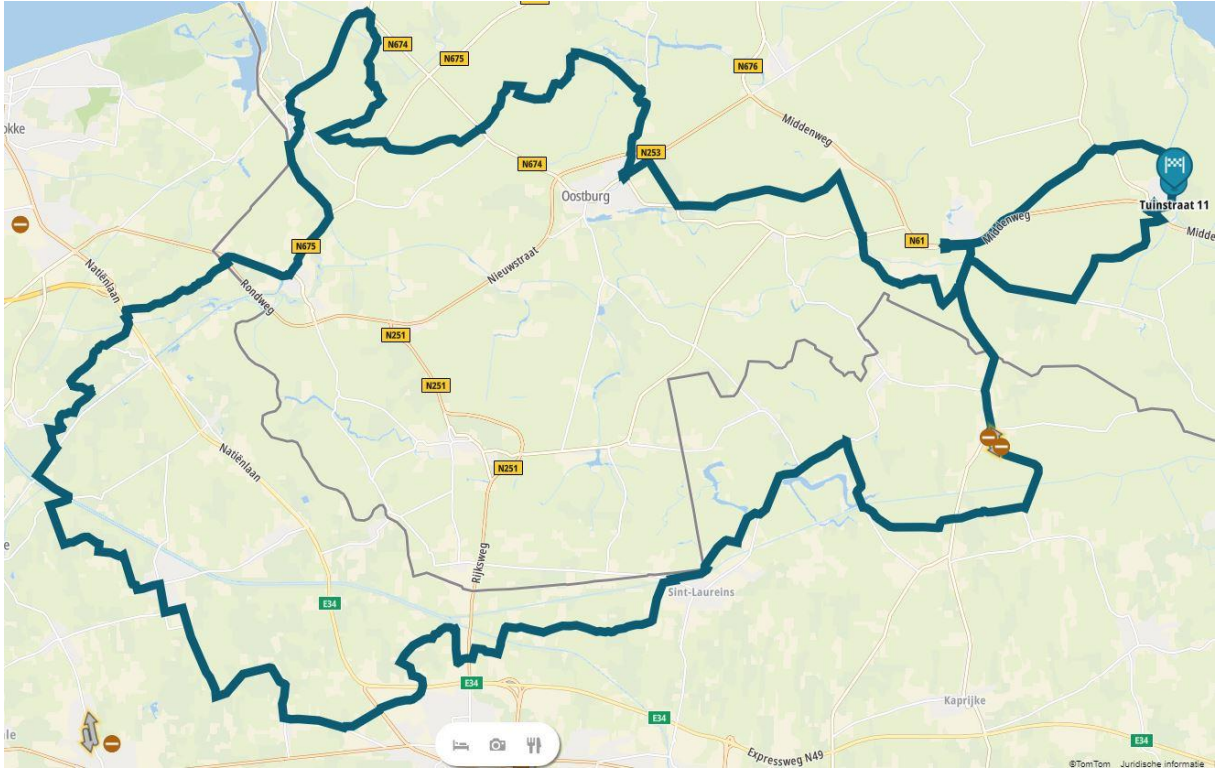 N674
N675
N676
okke
Middenweg
N253
N674
Oostburg
Tuinstraat 11
Middenweg
Midde
N61
N675
Nieuwstraat
Natiënlaan
Rondweg
N251
N251
Natiënlaan
N251
Rijksweg
Sint-Laureins
e
E34
E34
Kaprijke
E34
ale
E34
Expressweg N49
©TomTom Juridische informatie